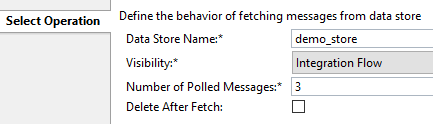 Select Operation
Define the behavior of fetching messages from data store
Data Store Name:* demo_store
Visibility:* Integration Flow
Number of Polled Messages:* 3
Delete After Fetch: